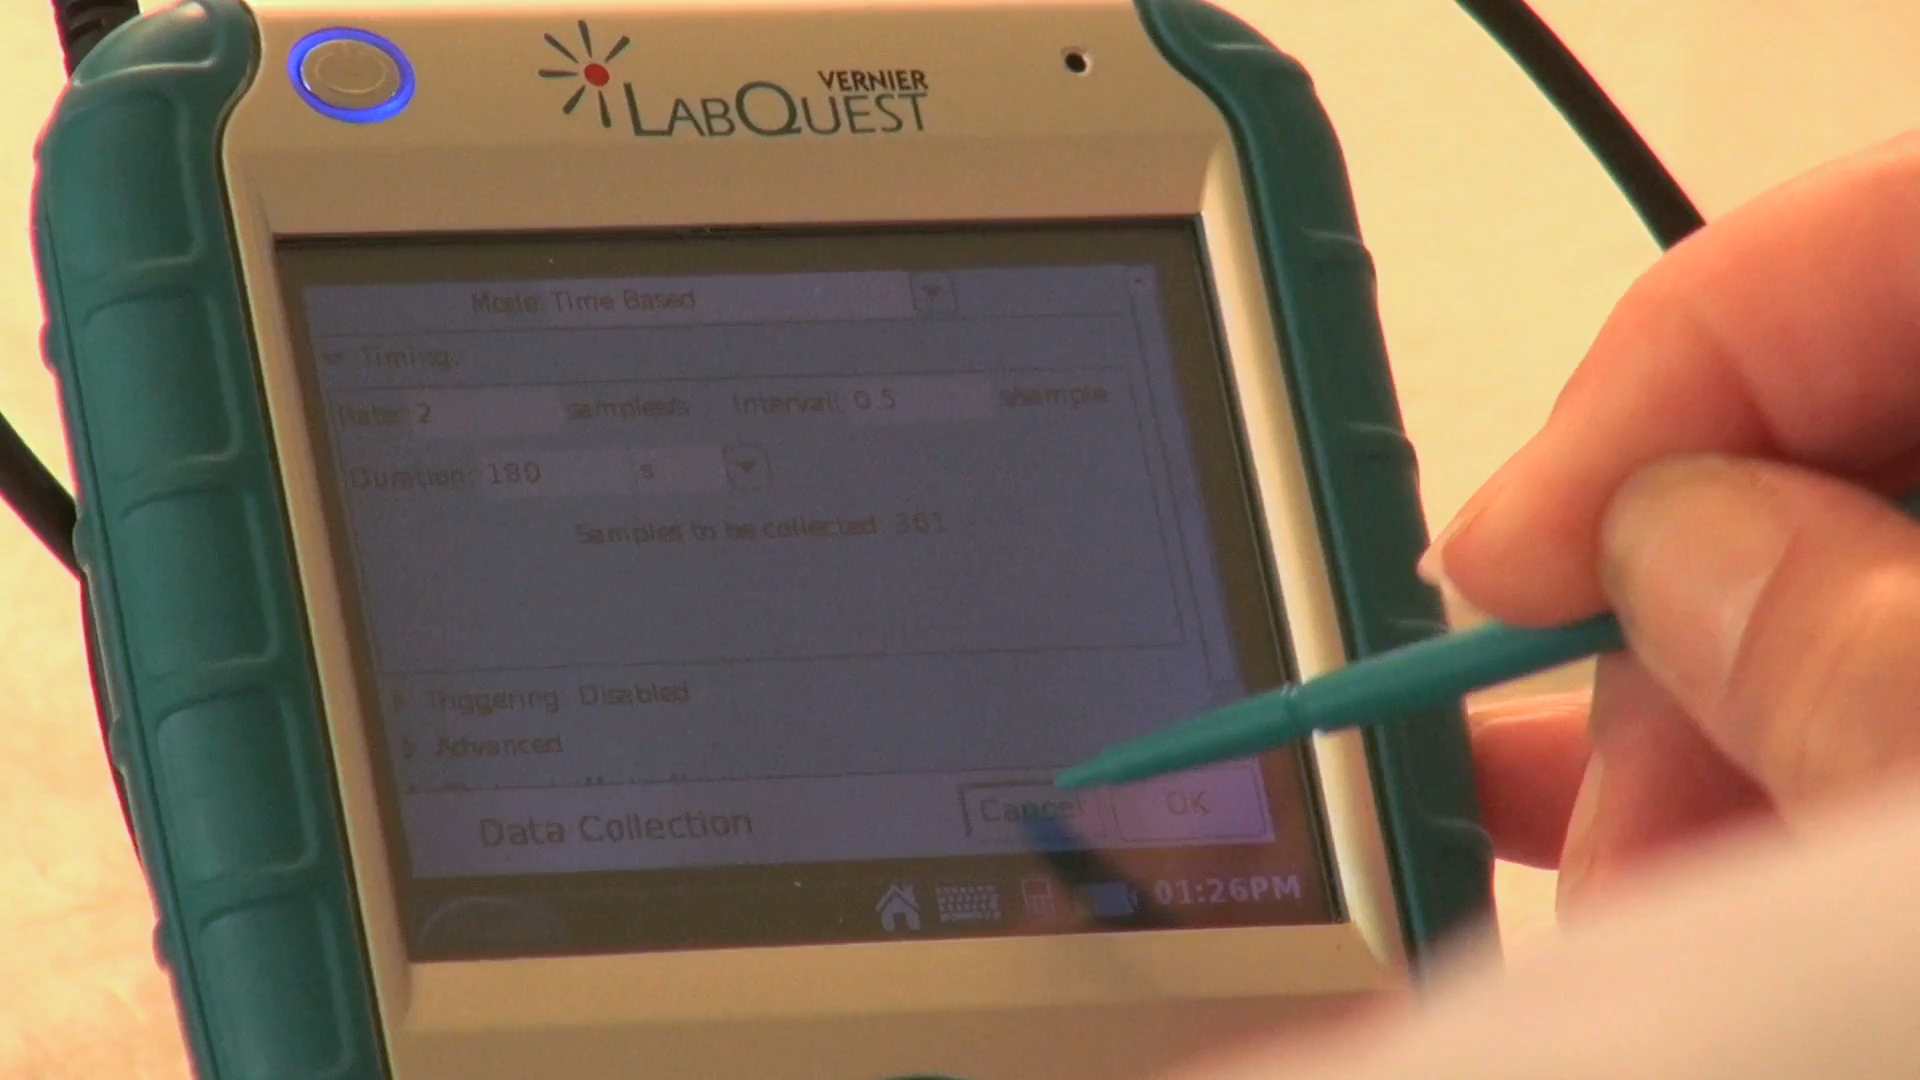 VERNIER
LABQUEST
Mode: Time Based
Timing:
Rate: 2 samples/s Interval: 0.5 s/sample
Duration: 180 s
Samples to be collected: 361
Triggering: Disabled
Advanced
Data Collection Cancel OK
01:26PM